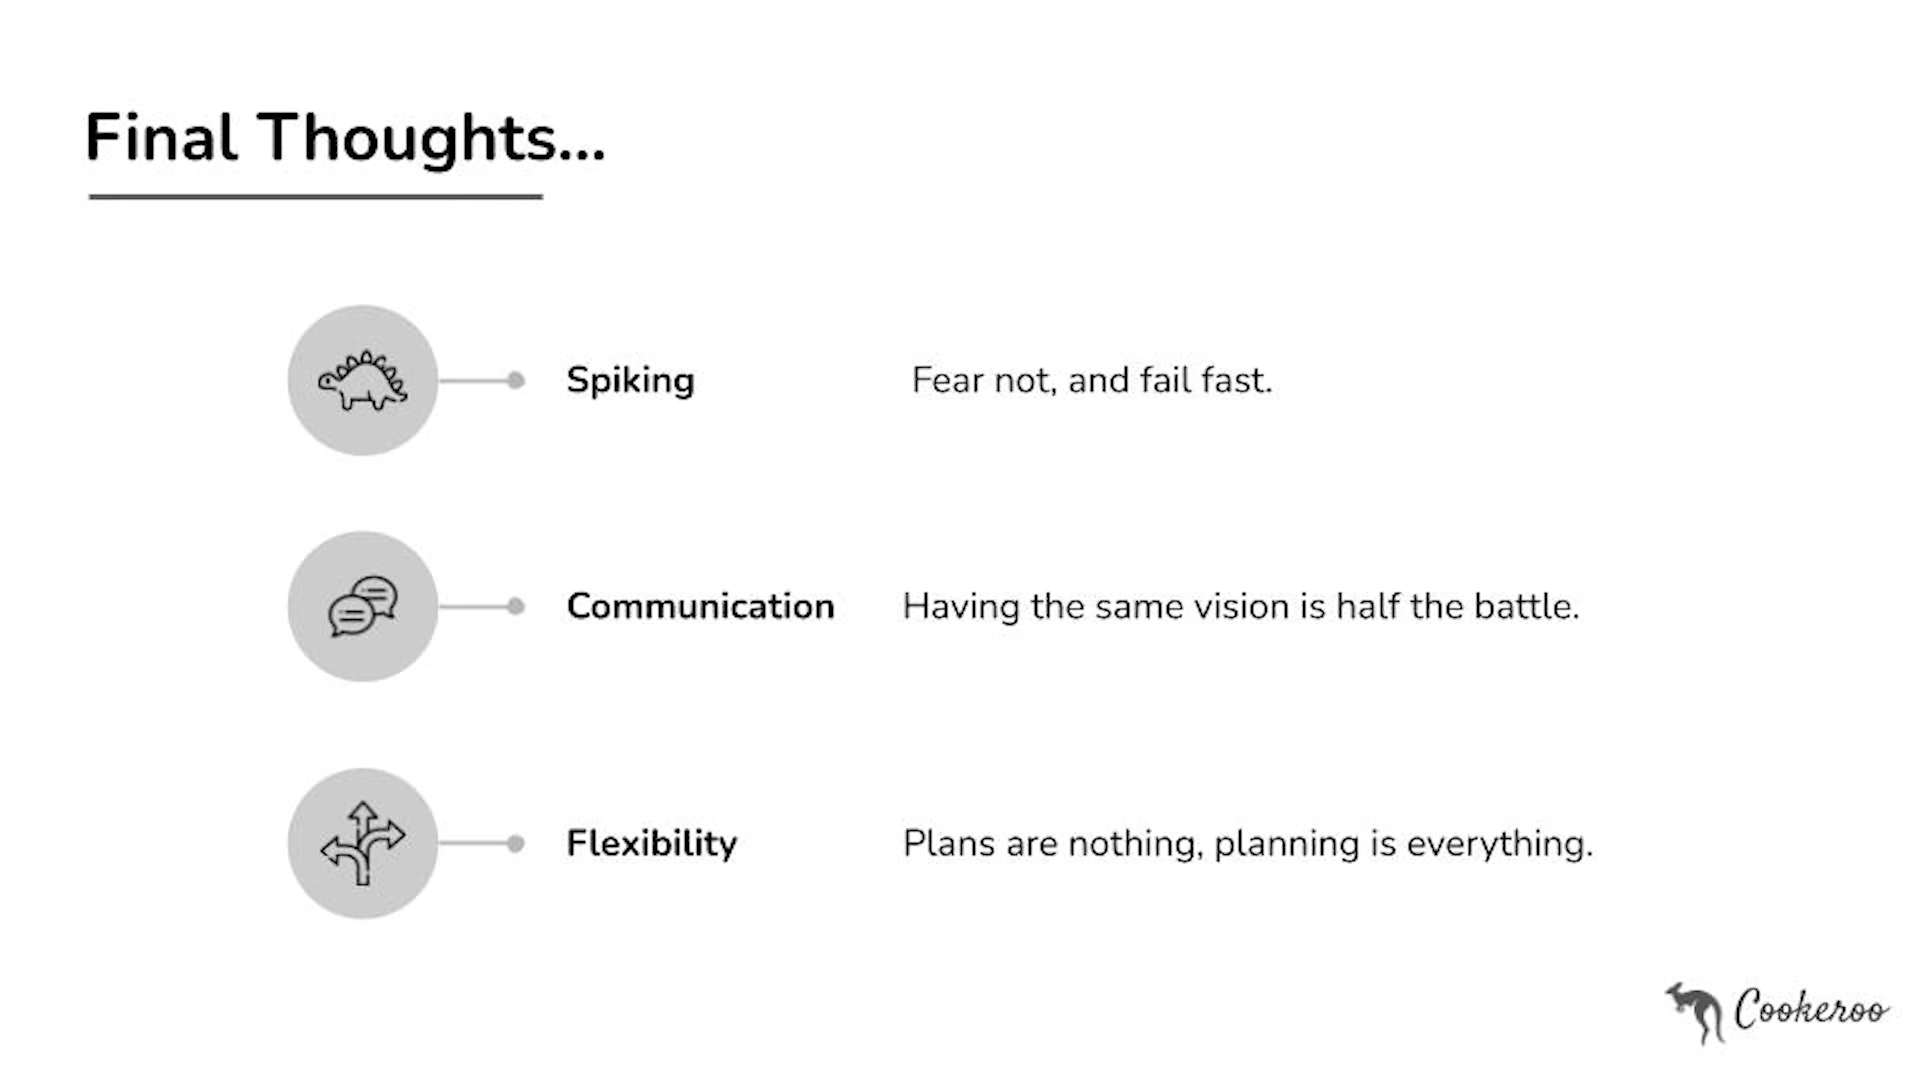 Final Thoughts...
Spiking Fear not, and fail fast.
Communication Having the same vision is half the battle.
Flexibility Plans are nothing, planning is everything.
Cookeroo